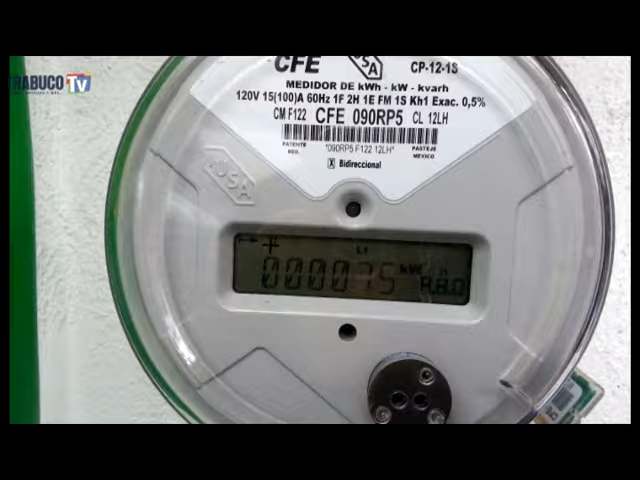 TRABUCO TV
CFE
CP-12-1S
MEDIDOR DE kWh - kW - kvarh
120V 15(100)A 60Hz 1F 2H 1E FM 1S Kh1 Exac. 0,5%
CM F122 CFE 090RP5 CL 12LH
PATENTE
REG.
*090RP5 F122 12LH*
PASTEJE
MEXICO
X Bidireccional
IUSA
000075